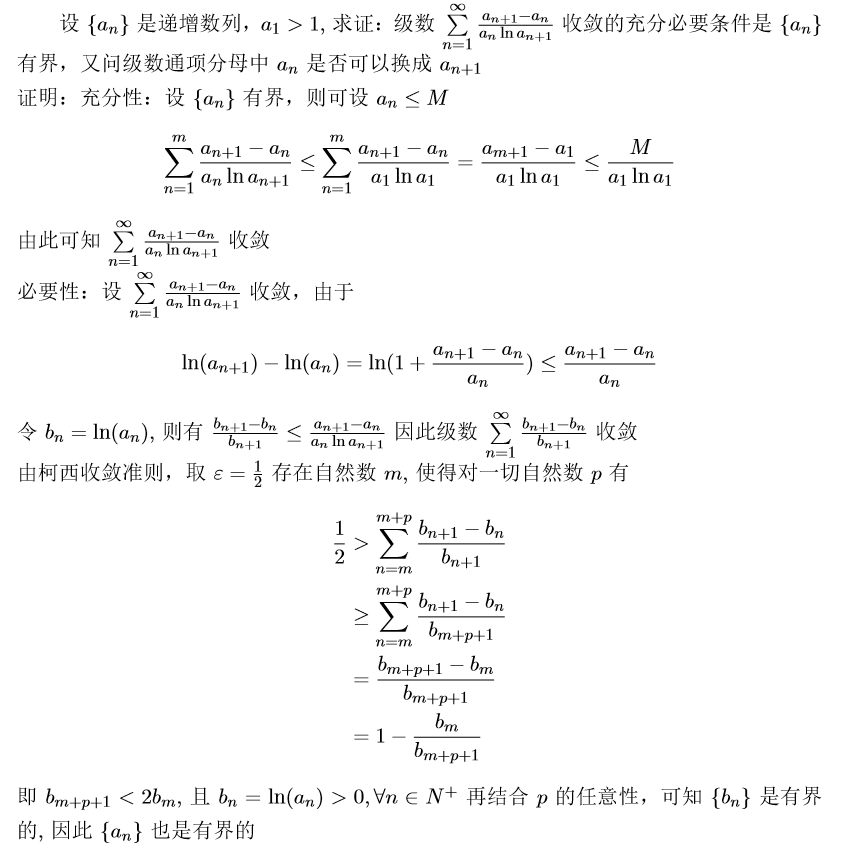 设 $\{a_n\}$ 是递增数列，$a_1 > 1$, 求证：级数 $\sum\limits_{n=1}^{\infty} \frac{a_{n+1}-a_n}{a_n \ln a_{n+1}}$ 收敛的充分必要条件是 $\{a_n\}$
有界，又问级数通项分母中 $a_n$ 是否可以换成 $a_{n+1}$
证明：充分性：设 $\{a_n\}$ 有界，则可设 $a_n \leq M$
$$\sum_{n=1}^{m} \frac{a_{n+1}-a_n}{a_n \ln a_{n+1}} \leq \sum_{n=1}^{m} \frac{a_{n+1}-a_n}{a_1 \ln a_1} = \frac{a_{m+1}-a_1}{a_1 \ln a_1} \leq \frac{M}{a_1 \ln a_1}$$
由此可知 $\sum\limits_{n=1}^{\infty} \frac{a_{n+1}-a_n}{a_n \ln a_{n+1}}$ 收敛
必要性：设 $\sum\limits_{n=1}^{\infty} \frac{a_{n+1}-a_n}{a_n \ln a_{n+1}}$ 收敛，由于
$$\ln(a_{n+1}) - \ln(a_n) = \ln(1 + \frac{a_{n+1}-a_n}{a_n}) \leq \frac{a_{n+1}-a_n}{a_n}$$
令 $b_n = \ln(a_n)$, 则有 $\frac{b_{n+1}-b_n}{b_{n+1}} \leq \frac{a_{n+1}-a_n}{a_n \ln a_{n+1}}$ 因此级数 $\sum\limits_{n=1}^{\infty} \frac{b_{n+1}-b_n}{b_{n+1}}$ 收敛
由柯西收敛准则，取 $\varepsilon = \frac{1}{2}$ 存在自然数 $m$, 使得对一切自然数 $p$ 有
$$\frac{1}{2} > \sum_{n=m}^{m+p} \frac{b_{n+1}-b_n}{b_{n+1}}$$
$$\geq \sum_{n=m}^{m+p} \frac{b_{n+1}-b_n}{b_{m+p+1}}$$
$$= \frac{b_{m+p+1}-b_m}{b_{m+p+1}}$$
$$= 1 - \frac{b_m}{b_{m+p+1}}$$
即 $b_{m+p+1} < 2b_m$, 且 $b_n = \ln(a_n) > 0, \forall n \in N^+$ 再结合 $p$ 的任意性，可知 $\{b_n\}$ 是有界
的, 因此 $\{a_n\}$ 也是有界的